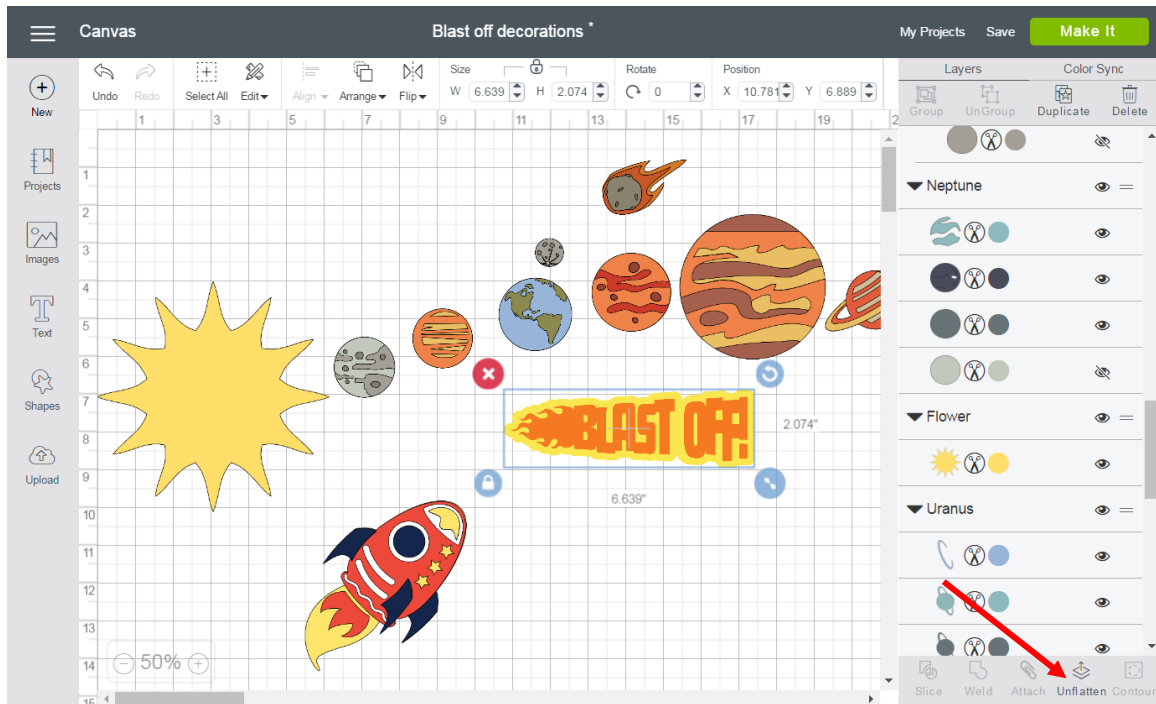 Canvas
Blast off decorations *
My Projects Save Make It
New
Projects
Images
Text
Shapes
Upload
Undo Redo Select All Edit Align Arrange Flip
Size W 6.639 H 2.074
Rotate 0
Position X 10.781 Y 6.889
1 3 5 7 9 11 13 15 17 19 2
1
2
3
4
5
6
7
8
9
10
11
12
13
14
15
BLAST OFF!
2.074"
6.639"
50%
Layers Color Sync
Group UnGroup Duplicate Delete
Neptune
Flower
Uranus
Slice Weld Attach Unflatten Contour